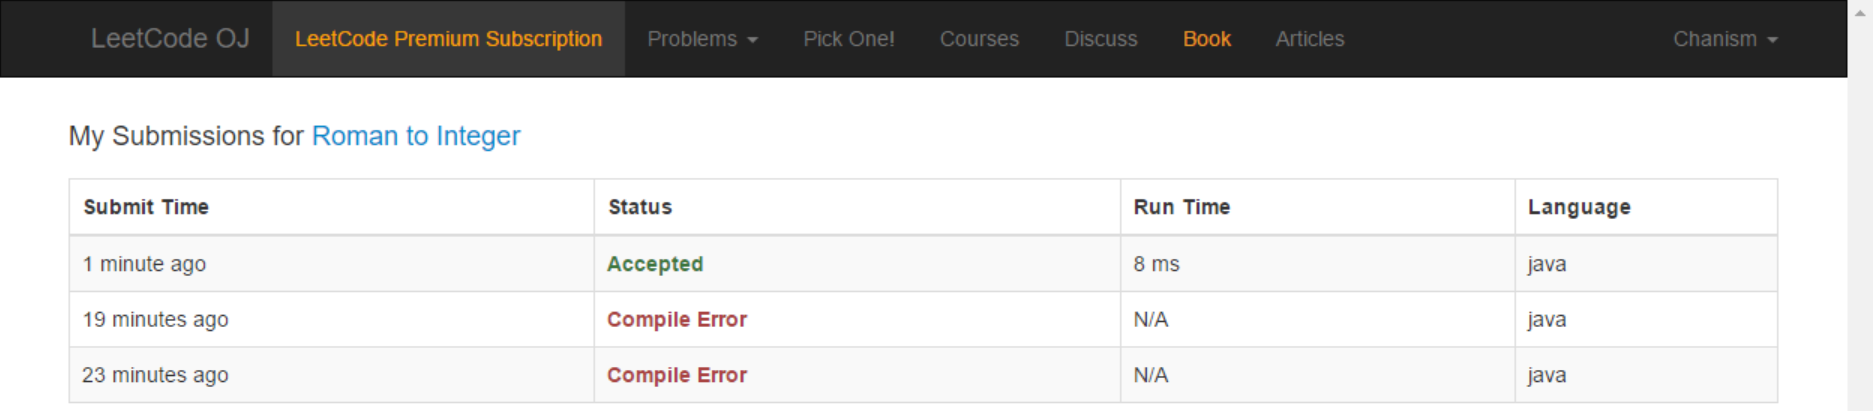 LeetCode OJ LeetCode Premium Subscription Problems Pick One! Courses Discuss Book Articles Chanism
My Submissions for Roman to Integer
Submit Time Status Run Time Language
1 minute ago Accepted 8 ms java
19 minutes ago Compile Error N/A java
23 minutes ago Compile Error N/A java